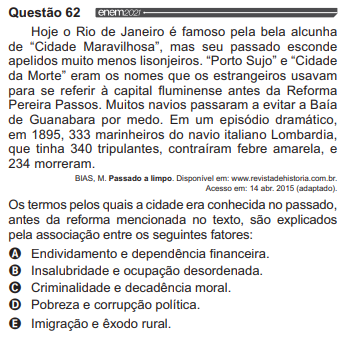 Questão 62 enem2021
Hoje o Rio de Janeiro é famoso pela bela alcunha
de “Cidade Maravilhosa”, mas seu passado esconde
apelidos muito menos lisonjeiros. “Porto Sujo” e “Cidade
da Morte” eram os nomes que os estrangeiros usavam
para se referir à capital fluminense antes da Reforma
Pereira Passos. Muitos navios passaram a evitar a Baía
de Guanabara por medo. Em um episódio dramático,
em 1895, 333 marinheiros do navio italiano Lombardia,
que tinha 340 tripulantes, contraíram febre amarela, e
234 morreram.
BIAS, M. Passado a limpo. Disponível em: www.revistadehistoria.com.br.
Acesso em: 14 abr. 2015 (adaptado).
Os termos pelos quais a cidade era conhecida no passado,
antes da reforma mencionada no texto, são explicados
pela associação entre os seguintes fatores:
A Endividamento e dependência financeira.
B Insalubridade e ocupação desordenada.
C Criminalidade e decadência moral.
D Pobreza e corrupção política.
E Imigração e êxodo rural.